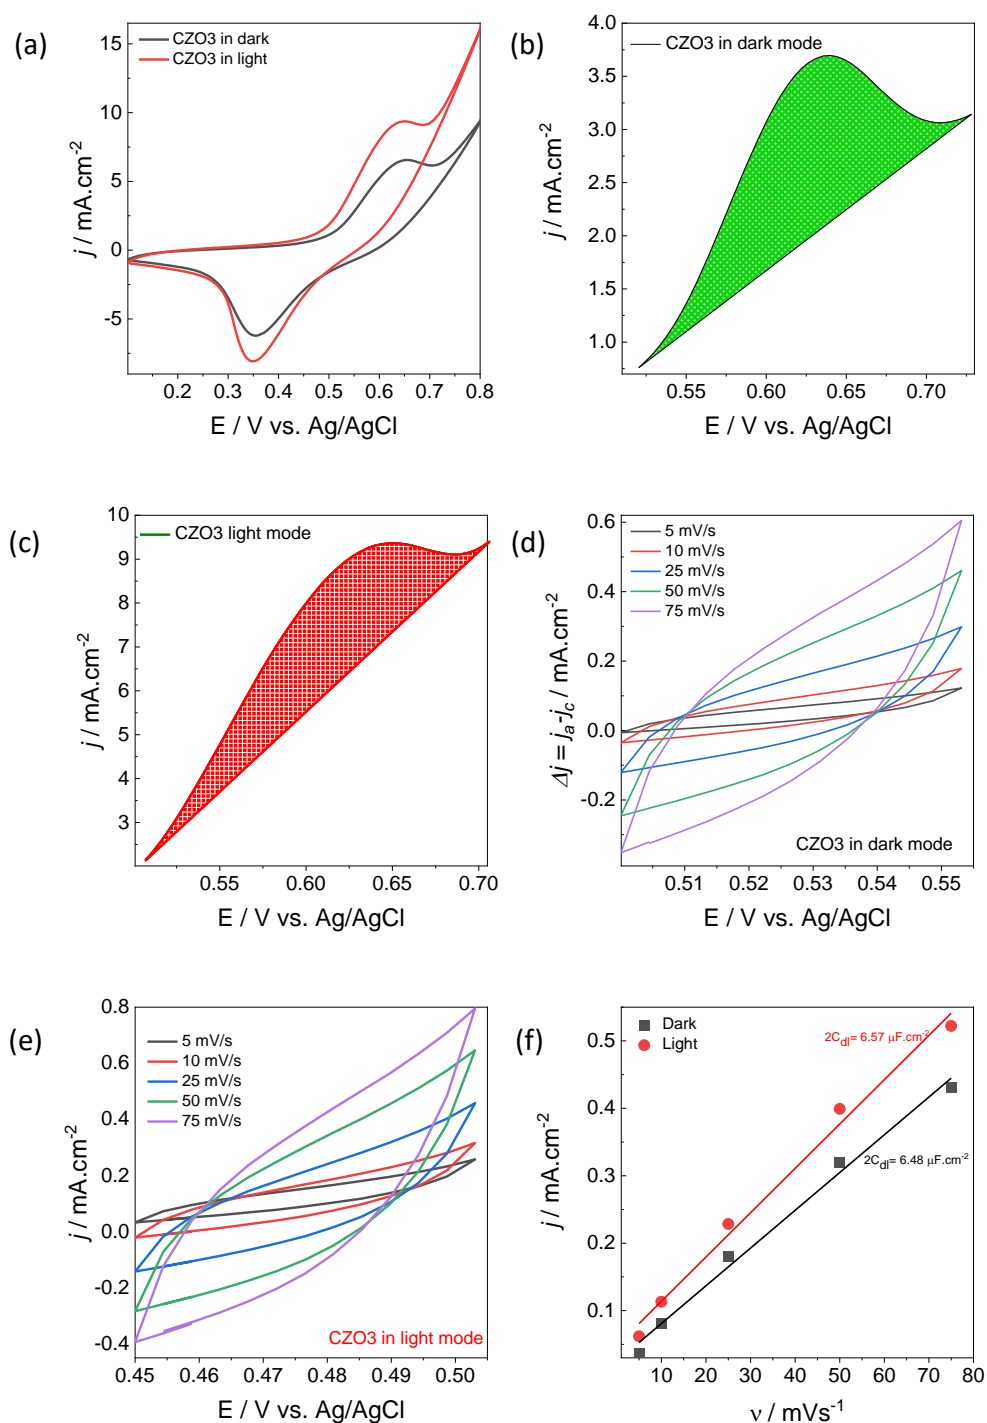 (a)
CZO3 in dark
CZO3 in light
15
10
5
0
-5
j / mA.cm-2
0.2 0.3 0.4 0.5 0.6 0.7 0.8
E / V vs. Ag/AgCl
(b)
CZO3 in dark mode
4.0
3.5
3.0
2.5
2.0
1.5
1.0
j / mA.cm-2
0.55 0.60 0.65 0.70
E / V vs. Ag/AgCl
(c)
CZO3 light mode
10
9
8
7
6
5
4
3
j / mA.cm-2
0.55 0.60 0.65 0.70
E / V vs. Ag/AgCl
(d)
5 mV/s
10 mV/s
25 mV/s
50 mV/s
75 mV/s
0.6
0.4
0.2
0.0
-0.2
Δj = ja-jc / mA.cm-2
CZO3 in dark mode
0.51 0.52 0.53 0.54 0.55
E / V vs. Ag/AgCl
(e)
5 mV/s
10 mV/s
25 mV/s
50 mV/s
75 mV/s
0.8
0.6
0.4
0.2
0.0
-0.2
-0.4
j / mA.cm-2
CZO3 in light mode
0.45 0.46 0.47 0.48 0.49 0.50
E / V vs. Ag/AgCl
(f)
Dark
Light
2Cdl= 6.57 μF.cm-2
2Cdl= 6.48 μF.cm-2
0.5
0.4
0.3
0.2
0.1
j / mA.cm-2
10 20 30 40 50 60 70 80
ν / mVs-1